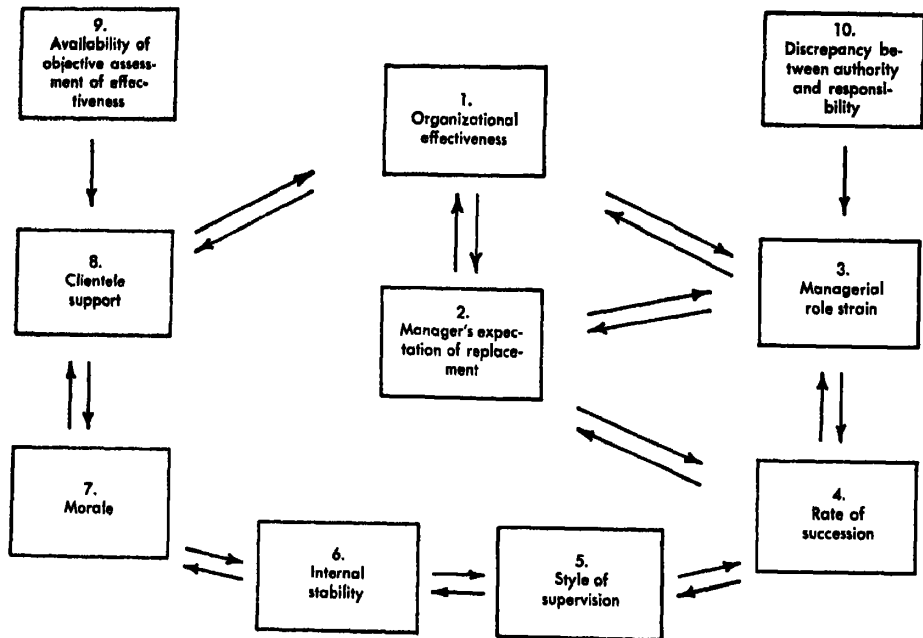 9.
Availability of
objective assess-
ment of effec-
tiveness
10.
Discrepancy be-
tween authority
and responsi-
bility
1.
Organizational
effectiveness
8.
Clientele
support
2.
Manager's expec-
tation of replace-
ment
3.
Managerial
role strain
7.
Morale
4.
Rate of
succession
6.
Internal
stability
5.
Style of
supervision